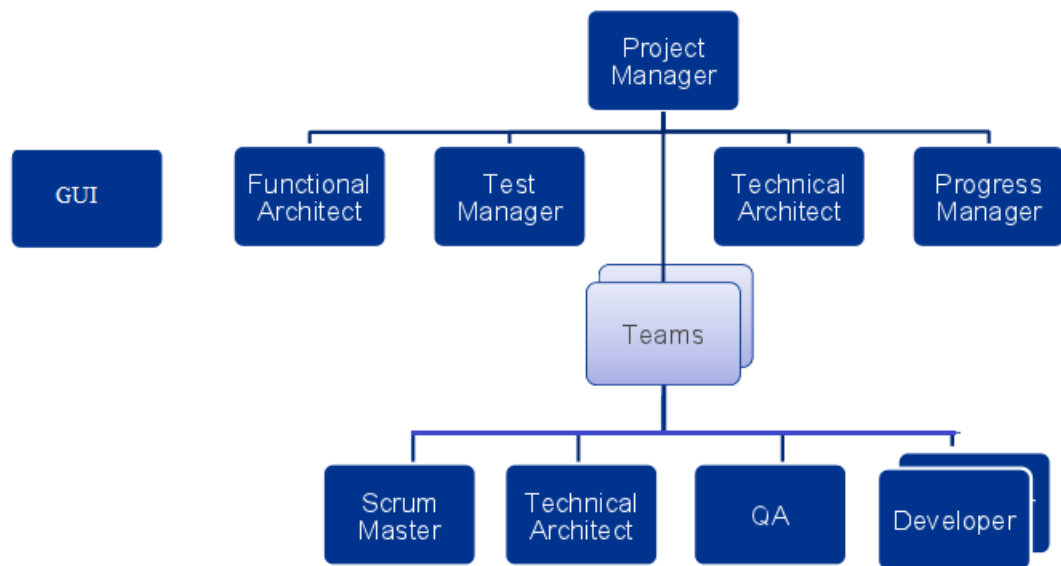 Project
Manager
GUI
Functional
Architect
Test
Manager
Technical
Architect
Progress
Manager
Teams
Scrum
Master
Technical
Architect
QA
Developer